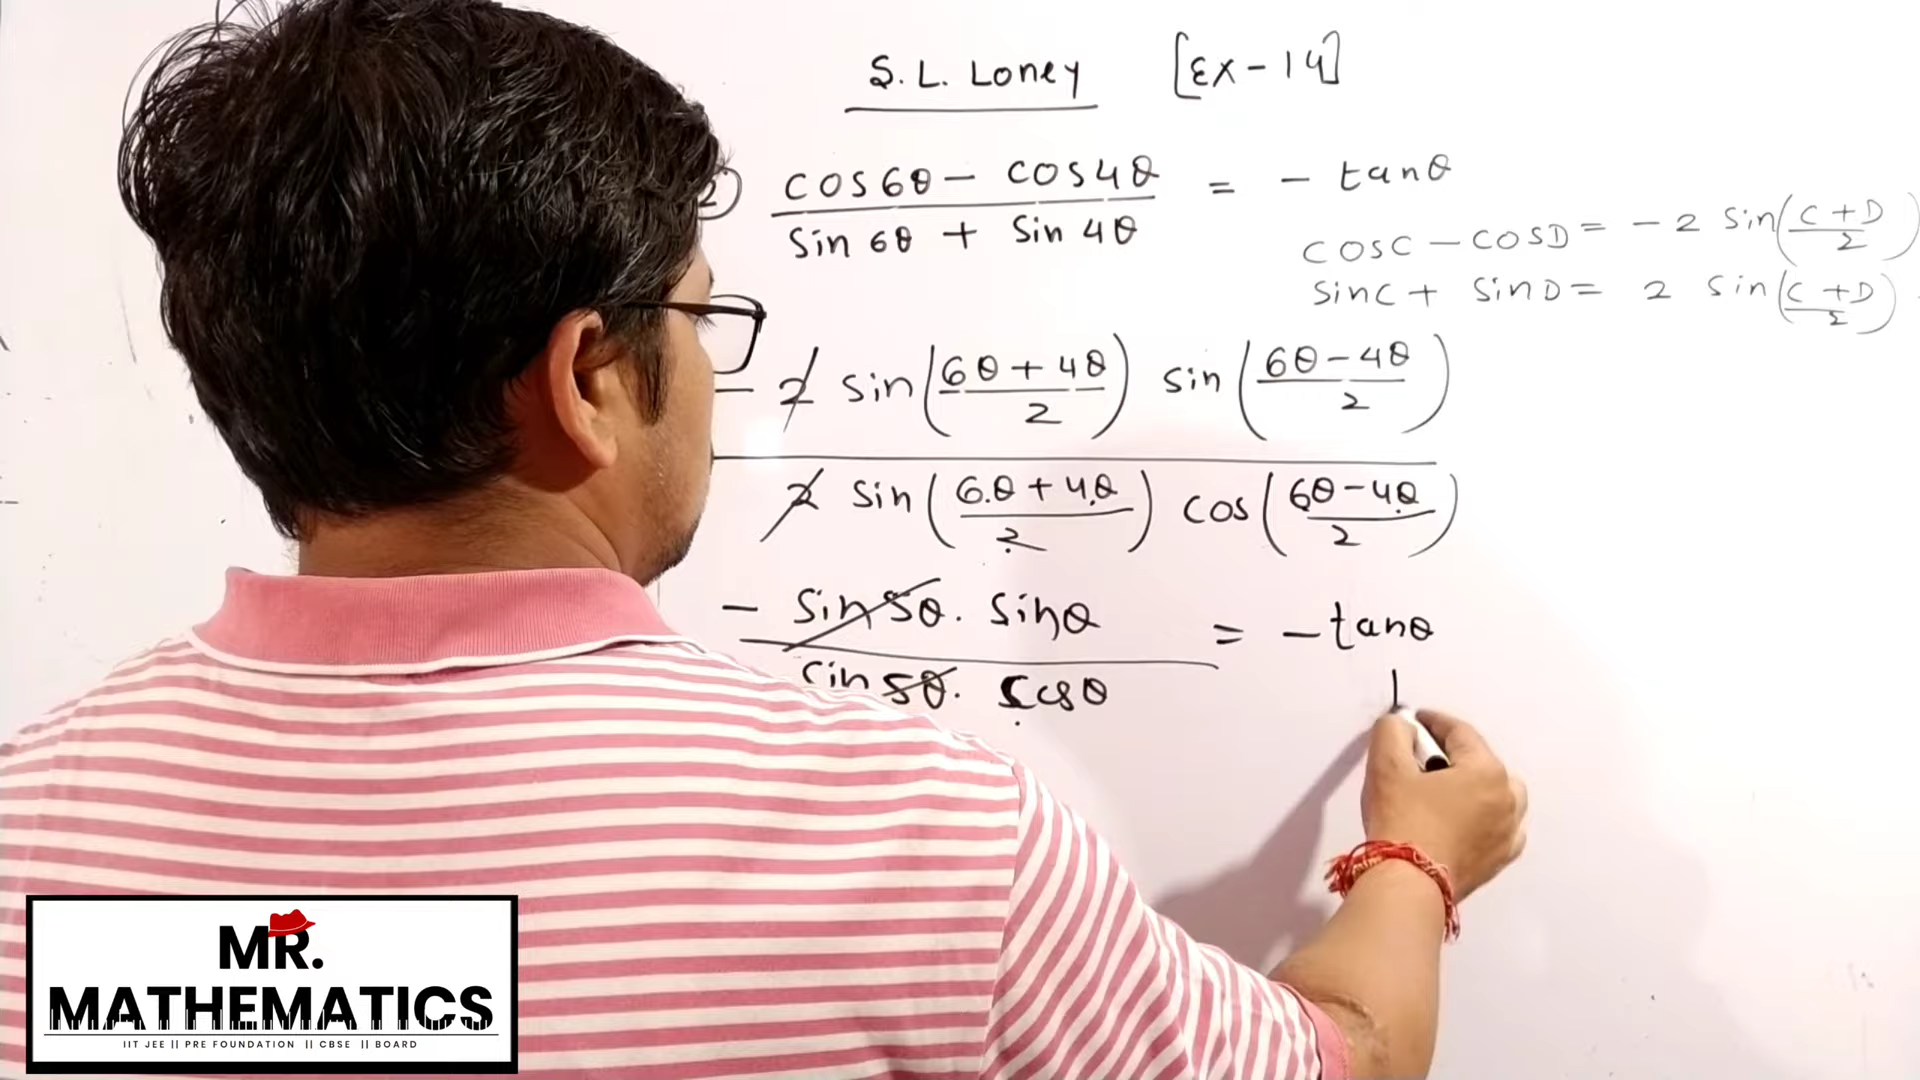 S. L. Loney [Ex-14]
2) cos6θ - cos4θ / sin6θ + sin4θ = - tanθ
cosC - cosD = -2 sin(C+D/2)
sinC + sinD = 2 sin(C+D/2)
- 2 sin(6θ+4θ/2) sin(6θ-4θ/2)
2 sin(6θ+4θ/2) cos(6θ-4θ/2)
- sin5θ. sinθ / sin5θ. cosθ = - tanθ
MR.
MATHEMATICS
IIT JEE || PRE FOUNDATION || CBSE || BOARD